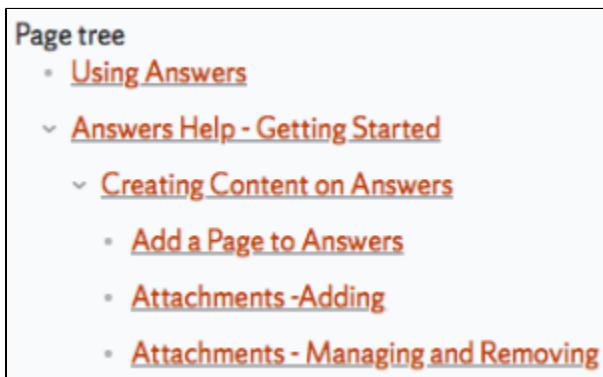 Page tree
Using Answers
Answers Help - Getting Started
Creating Content on Answers
Add a Page to Answers
Attachments -Adding
Attachments - Managing and Removing